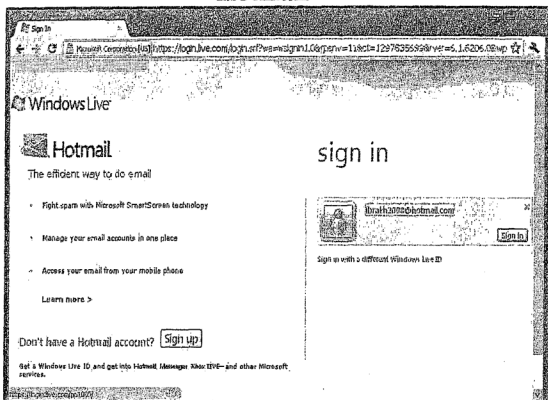 Sign In
Microsoft Corporation [US] https://login.live.com/login.srf?wa=wsignin1.0&rpsnv=11&ct=1297635699&rver=6.1.6206.0&wp
Windows Live
Hotmail
The efficient way to do email
Fight spam with Microsoft SmartScreen technology
Manage your email accounts in one place
Access your email from your mobile phone
Learn more >
Don't have a Hotmail account? Sign up
Get a Windows Live ID and get into Hotmail, Messenger, Xbox LIVE—and other Microsoft services.
sign in
@hotmail.com
Sign in
Sign in with a different Windows Live ID